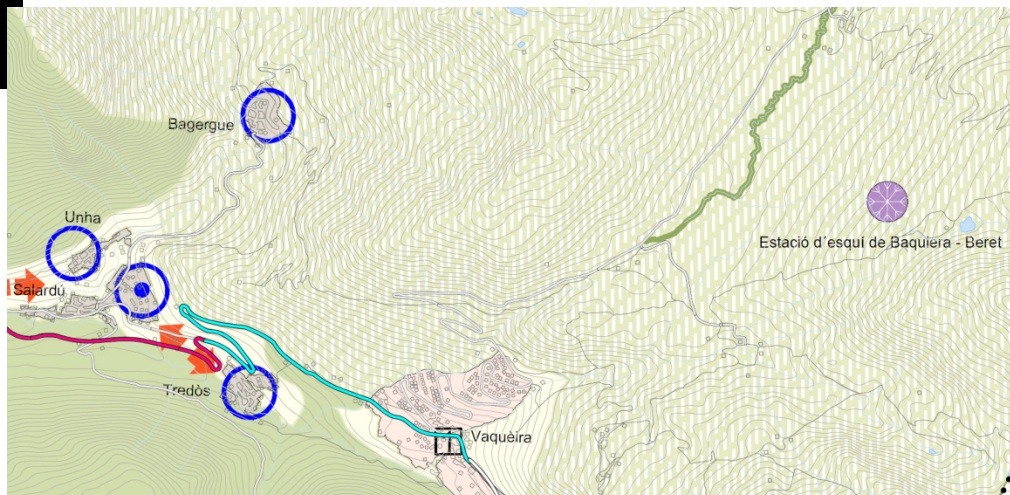 Bagergue
Unha
Estació d´esquí de Baquiera - Beret
Salardú
Tredòs
Vaquèira